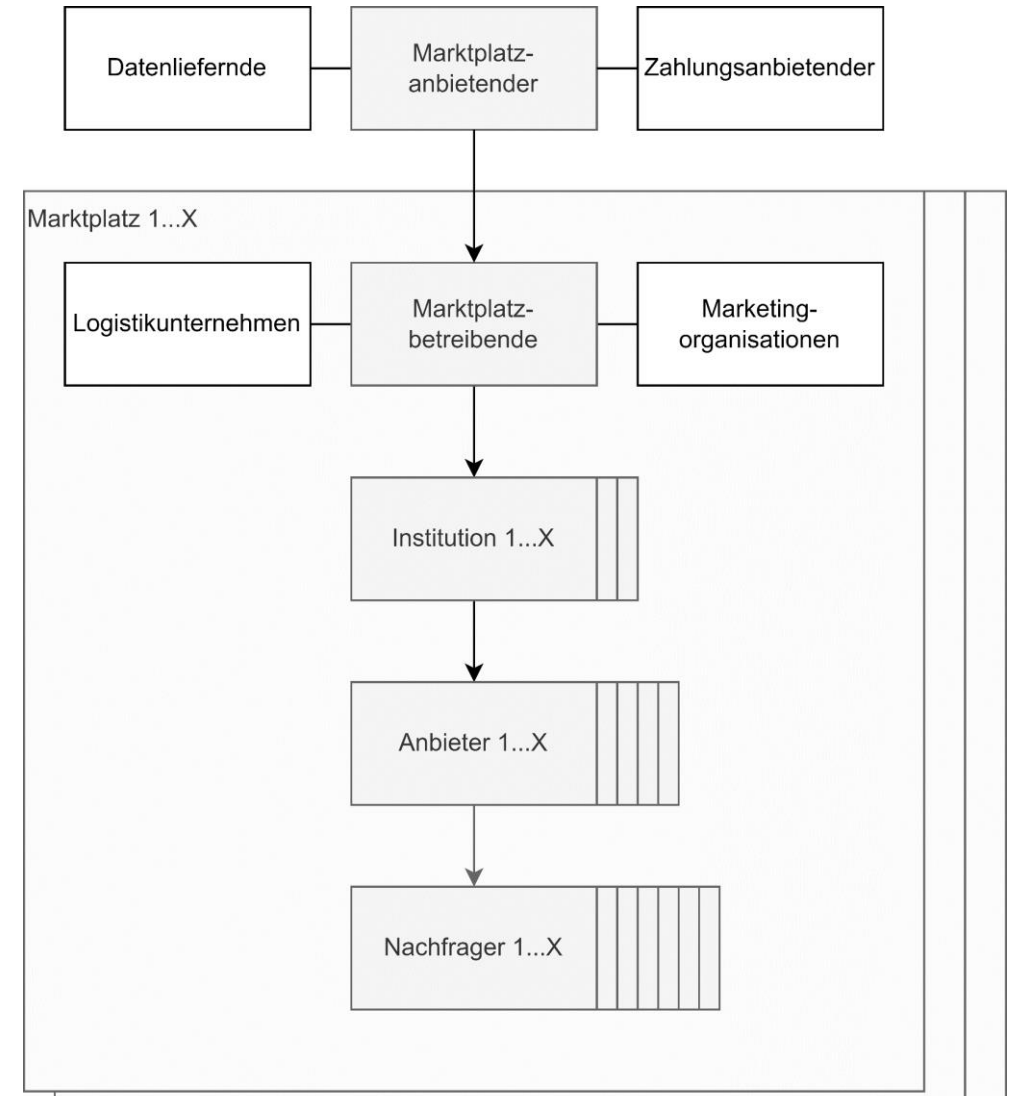 Datenliefernde
Marktplatz-
anbietender
Zahlungsanbietender
Marktplatz 1...X
Logistikunternehmen
Marktplatz-
betreibende
Marketing-
organisationen
Institution 1...X
Anbieter 1...X
Nachfrager 1...X